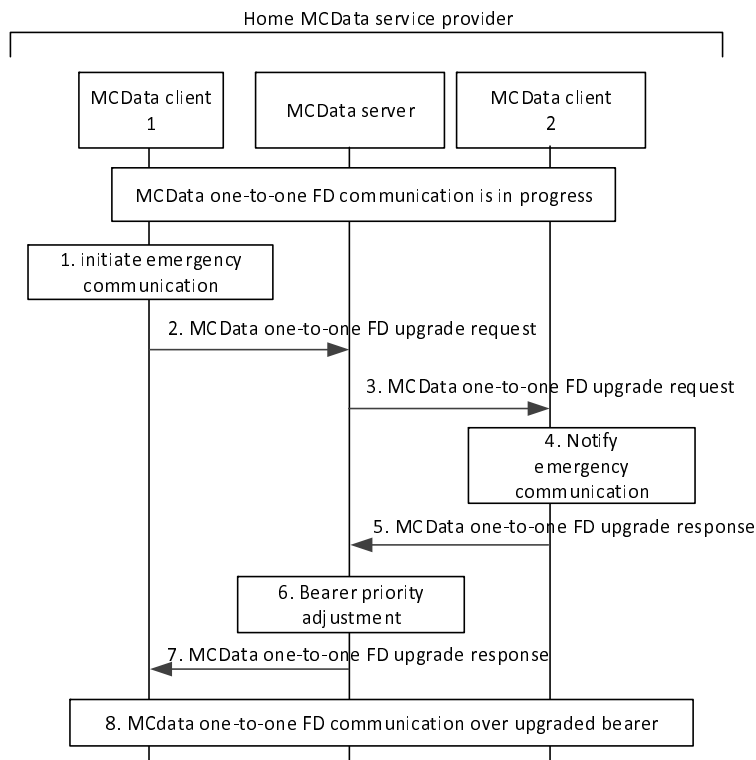 Home MCData service provider
MCData client
1
MCData server
MCData client
2
MCData one-to-one FD communication is in progress
1. initiate emergency
communication
2. MCData one-to-one FD upgrade request
3. MCData one-to-one FD upgrade request
4. Notify
emergency
communication
5. MCData one-to-one FD upgrade response
6. Bearer priority
adjustment
7. MCData one-to-one FD upgrade response
8. MCdata one-to-one FD communication over upgraded bearer